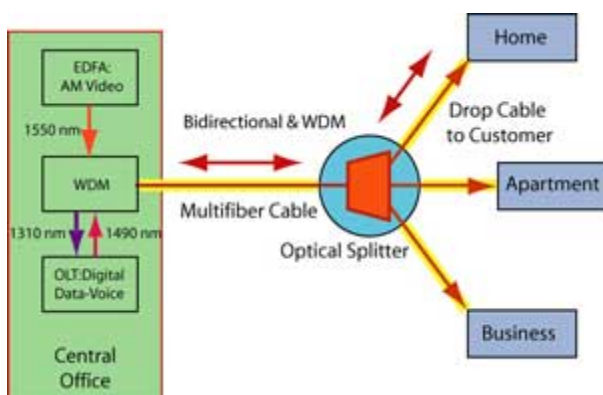 EDFA:
AM Video
1550 nm
WDM
1310 nm
1490 nm
OLT:Digital
Data-Voice
Central
Office
Bidirectional & WDM
Multifiber Cable
Optical Splitter
Home
Drop Cable
to Customer
Apartment
Business